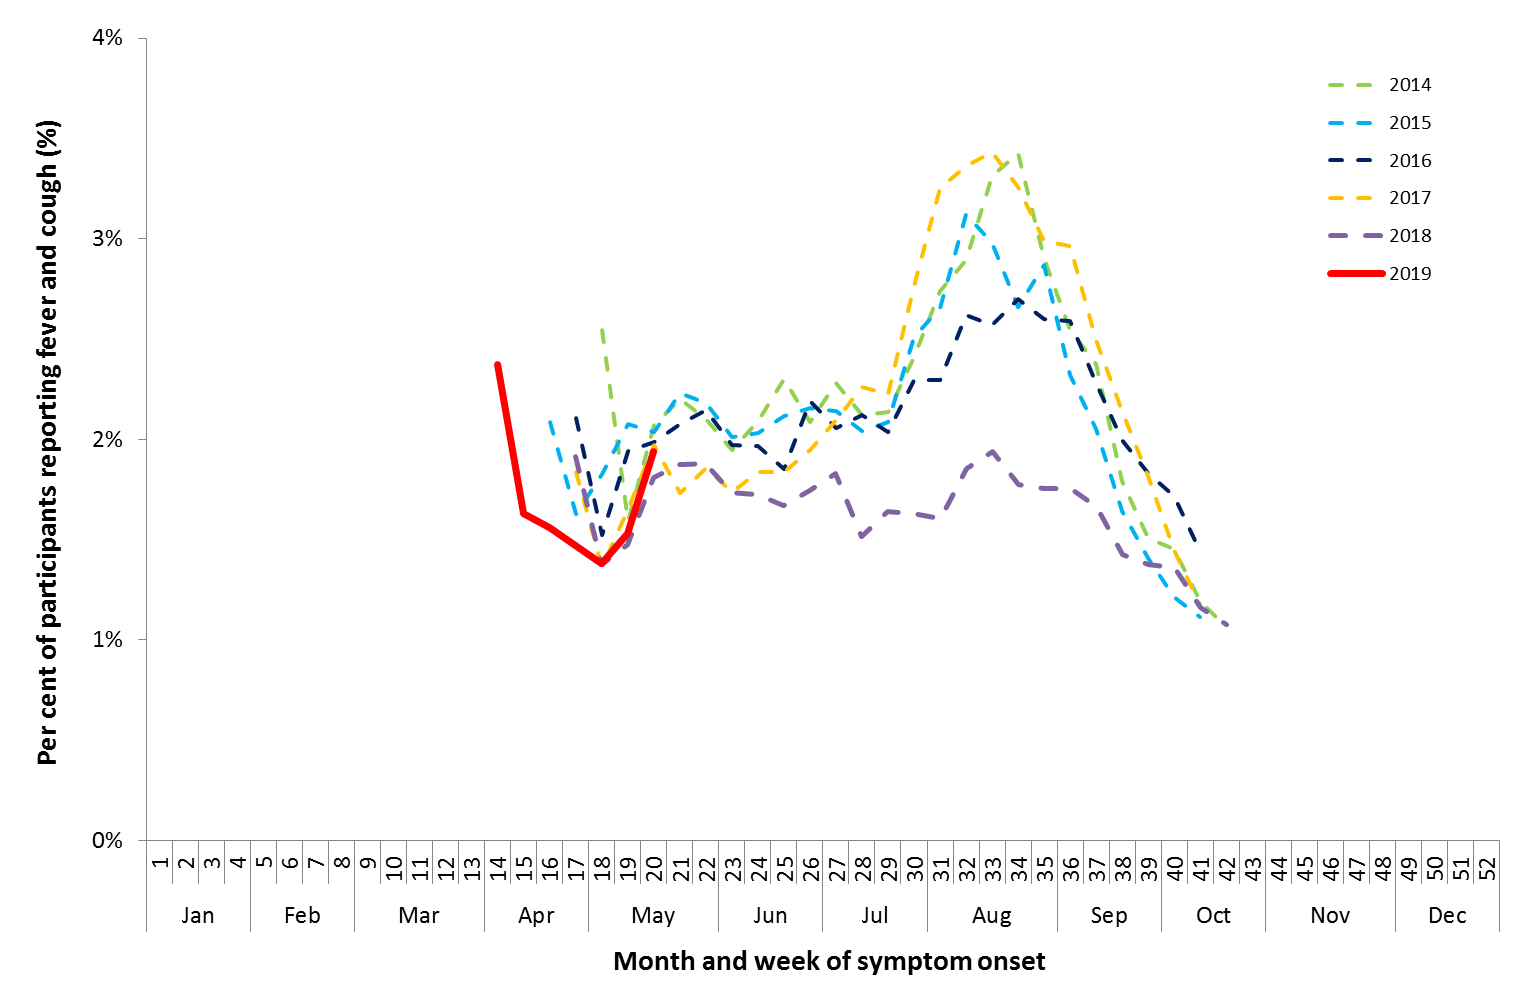 4%
3%
2%
1%
0%
Per cent of participants reporting fever and cough (%)
2014
2015
2016
2017
2018
2019
1 2 3 4 5 6 7 8 9 10 11 12 13 14 15 16 17 18 19 20 21 22 23 24 25 26 27 28 29 30 31 32 33 34 35 36 37 38 39 40 41 42 43 44 45 46 47 48 49 50 51 52
Jan Feb Mar Apr May Jun Jul Aug Sep Oct Nov Dec
Month and week of symptom onset